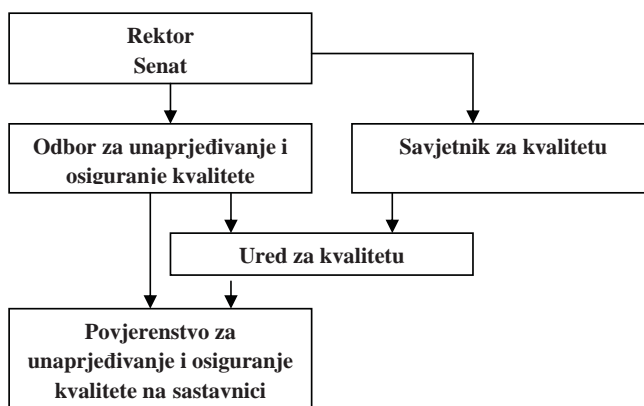 Rektor
Senat
Odbor za unaprjeđivanje i
osiguranje kvalitete
Savjetnik za kvalitetu
Ured za kvalitetu
Povjerenstvo za
unaprjeđivanje i osiguranje
kvalitete na sastavnici